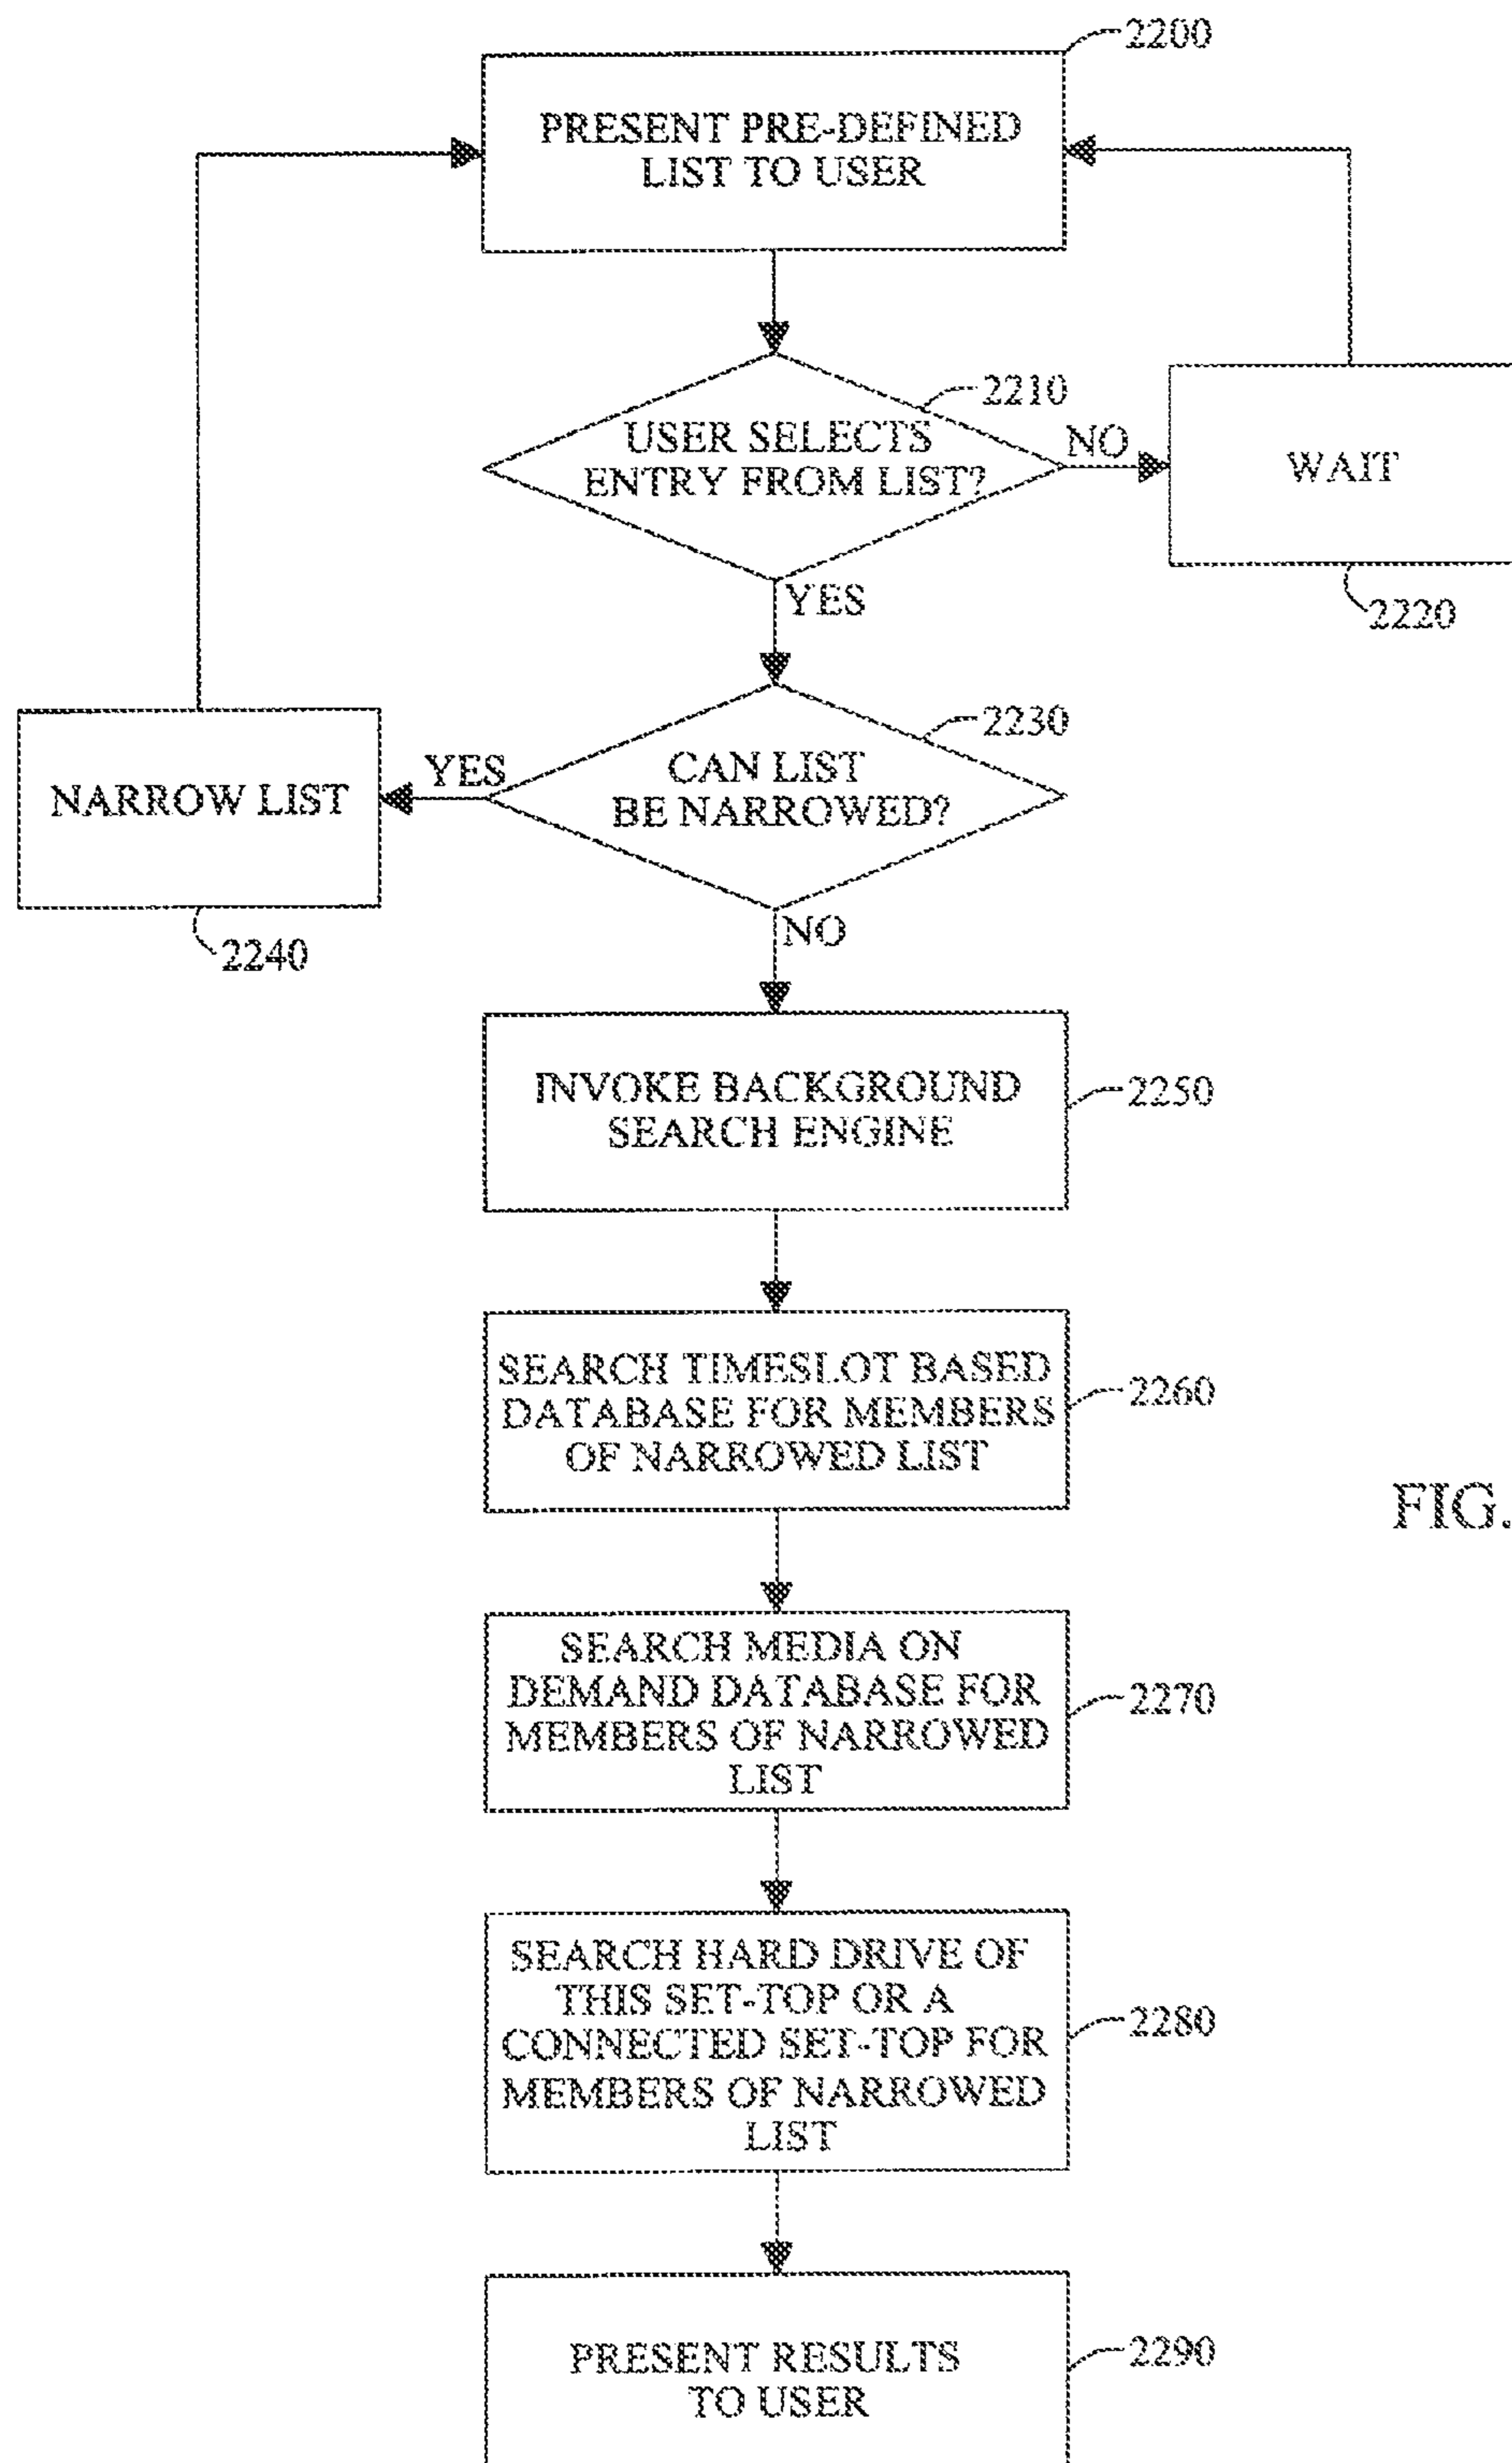 2200
PRESENT PRE-DEFINED
LIST TO USER
2210
USER SELECTS
ENTRY FROM LIST?
NO
WAIT
2220
YES
2230
CAN LIST
BE NARROWED?
YES
NARROW LIST
2240
NO
INVOKE BACKGROUND
SEARCH ENGINE
2250
SEARCH TIMESLOT BASED
DATABASE FOR MEMBERS
OF NARROWED LIST
2260
FIG.
SEARCH MEDIA ON
DEMAND DATABASE FOR
MEMBERS OF NARROWED
LIST
2270
SEARCH HARD DRIVE OF
THIS SET-TOP OR A
CONNECTED SET-TOP FOR
MEMBERS OF NARROWED
LIST
2280
PRESENT RESULTS
TO USER
2290